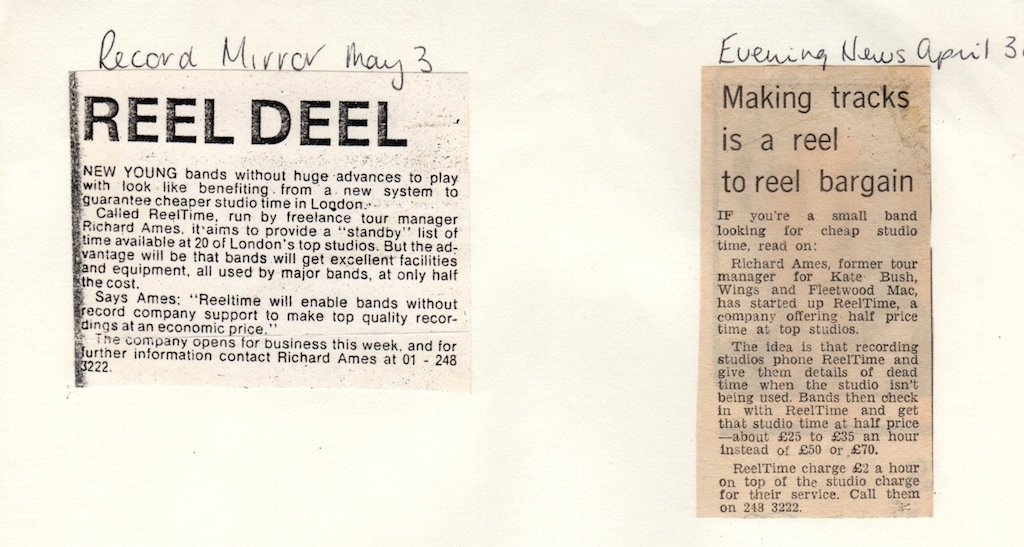 Record Mirror May 3
REEL DEEL
NEW YOUNG bands without huge advances to play
with look like benefiting from a new system to
guarantee cheaper studio time in London.
Called ReelTime, run by freelance tour manager
Richard Ames, it aims to provide a "standby" list of
time available at 20 of London's top studios. But the ad-
vantage will be that bands will get excellent facilities
and equipment, all used by major bands, at only half
the cost.
Says Ames: "Reeltime will enable bands without
record company support to make top quality recor-
dings at an economic price."
The company opens for business this week, and for
further information contact Richard Ames at 01 - 248
3222.
Evening News April
Making tracks
is a reel
to reel bargain
IF you're a small band
looking for cheap studio
time, read on:
Richard Ames, former tour
manager for Kate Bush,
Wings and Fleetwood Mac,
has started up ReelTime, a
company offering half price
time at top studios.
The idea is that recording
studios phone ReelTime and
give them details of dead
time when the studio isn't
being used. Bands then check
in with ReelTime and get
that studio time at half price
—about £25 to £35 an hour
instead of £50 or £70.
ReelTime charge £2 a hour
on top of the studio charge
for their service. Call them
on 248 3222.